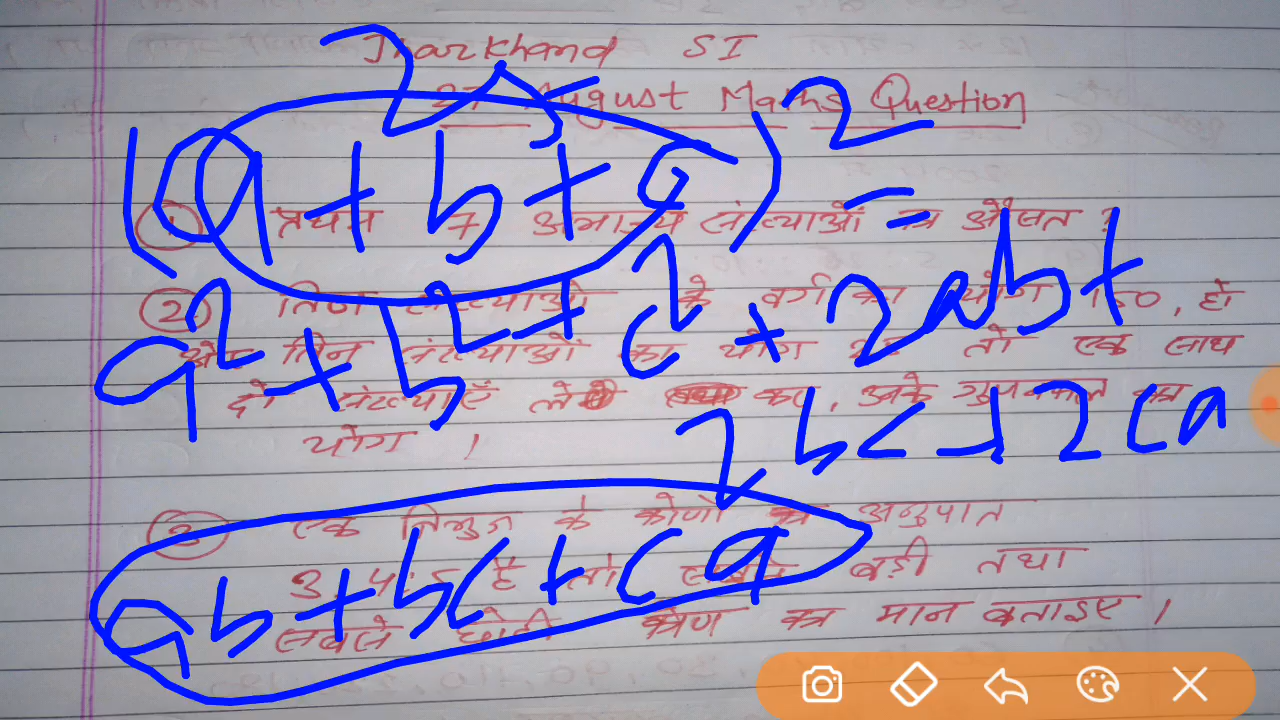 Jharkhand SI
27 August Maths Question
(a+b+c)² =
① प्रथम 7 अभाज्य संख्याओं का औसत ?
② तिन संख्याओ के वर्ग का योग 150, हो
a²+b²+c²+2ab+
और तिन संख्याओं का योग तो एक साथ
दो संख्याएँ लेकर, उनके गुणनफल का
2bc+2ca
योग ।
③ एक त्रिभुज के कोणों का अनुपात
3:4:5 है तो सबसे बड़ी तथा
ab+bc+ca
सबसे छोटी कोण का मान बताइए ।